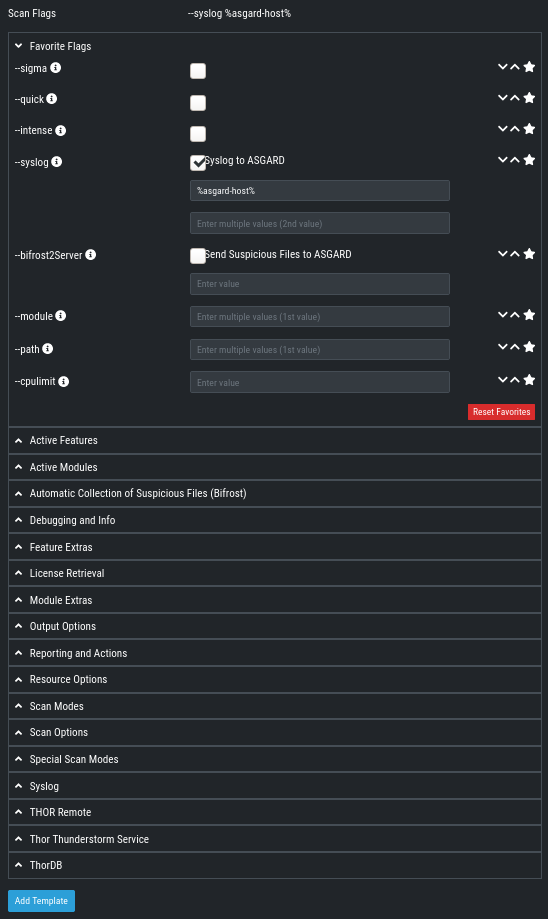 Scan Flags --syslog %asgard-host%
Favorite Flags
--sigma
--quick
--intense
--syslog Syslog to ASGARD
%asgard-host%
Enter multiple values (2nd value)
--bifrost2Server Send Suspicious Files to ASGARD
Enter value
--module Enter multiple values (1st value)
--path Enter multiple values (1st value)
--cpulimit Enter value
Reset Favorites
Active Features
Active Modules
Automatic Collection of Suspicious Files (Bifrost)
Debugging and Info
Feature Extras
License Retrieval
Module Extras
Output Options
Reporting and Actions
Resource Options
Scan Modes
Scan Options
Special Scan Modes
Syslog
THOR Remote
Thor Thunderstorm Service
ThorDB
Add Template